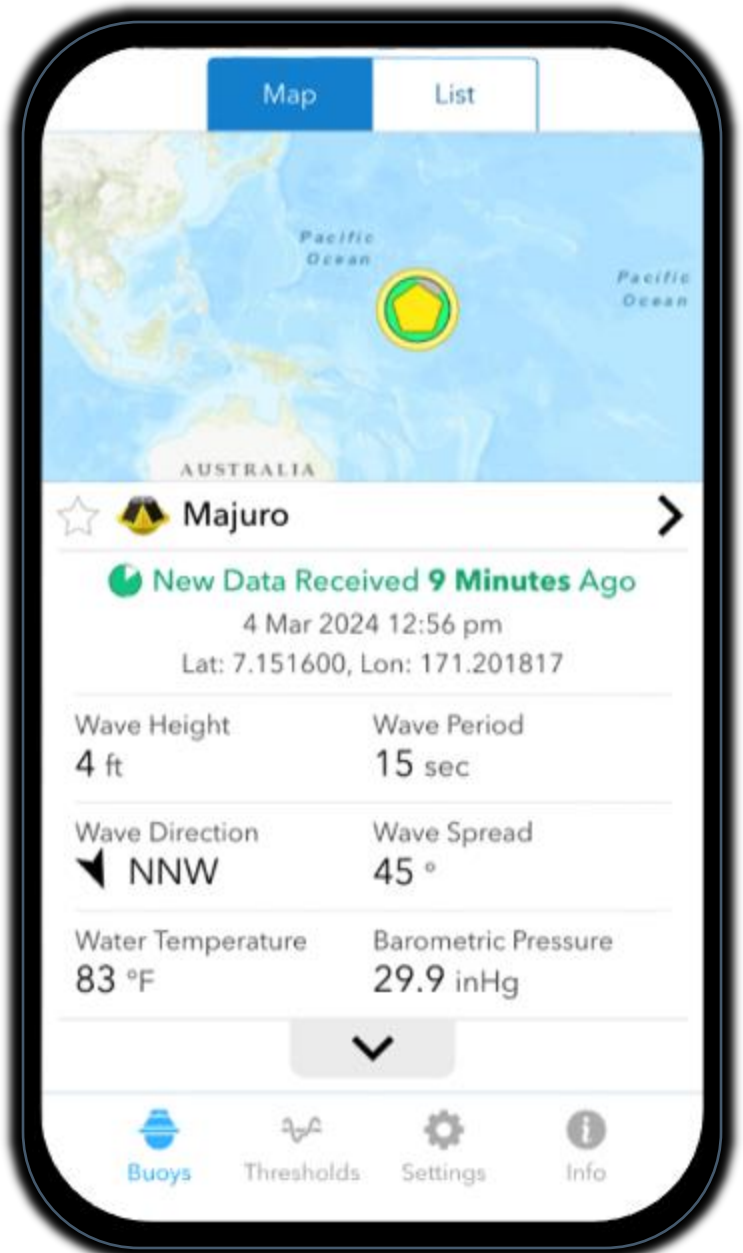 Map List
Pacific
Ocean
Pacific
Ocean
AUSTRALIA
Majuro
New Data Received 9 Minutes Ago
4 Mar 2024 12:56 pm
Lat: 7.151600, Lon: 171.201817
Wave Height Wave Period
4 ft 15 sec
Wave Direction Wave Spread
NNW 45 °
Water Temperature Barometric Pressure
83 °F 29.9 inHg
Buoys Thresholds Settings Info